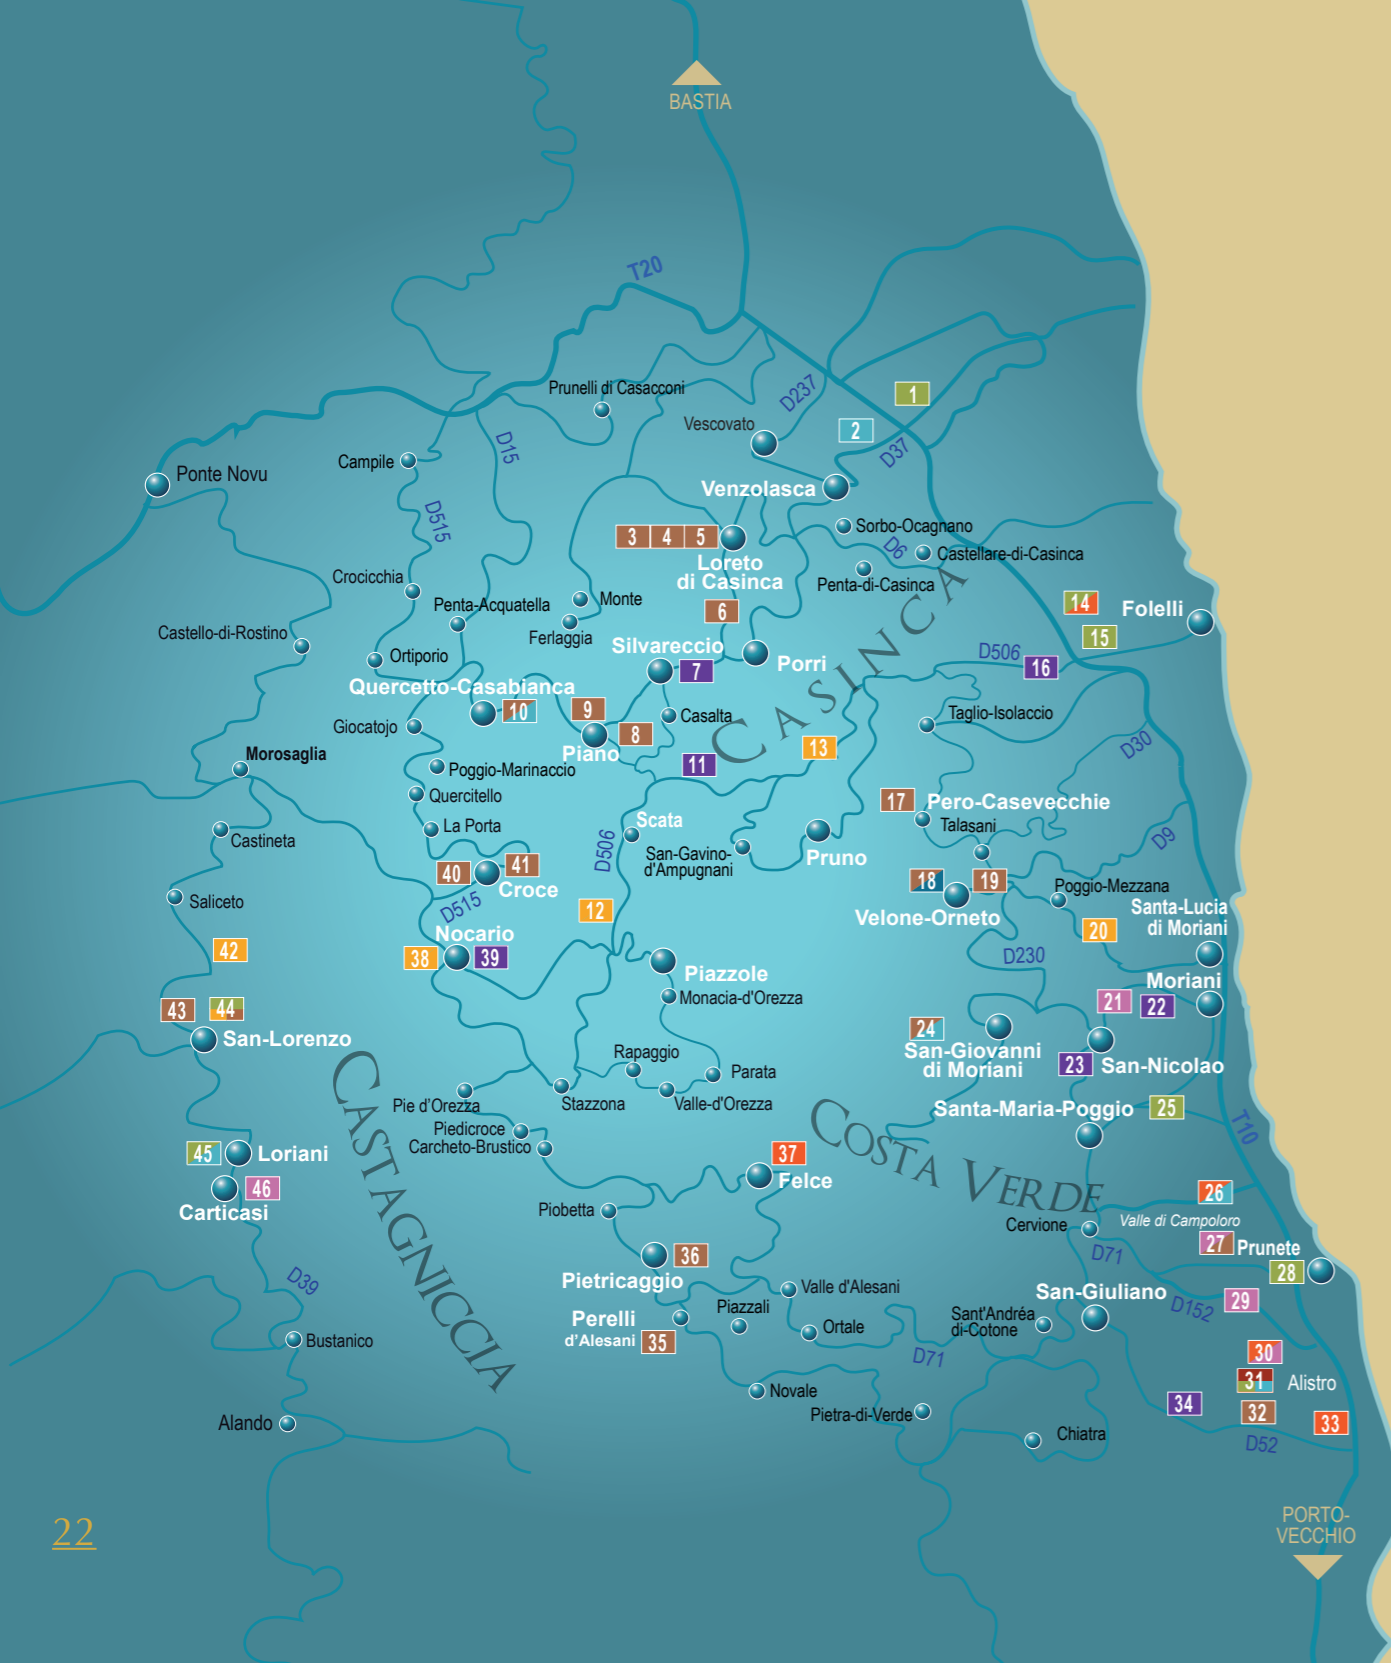 BASTIA
T20
Prunelli di Casacconi
D237
1
Vescovato
2
D15
D37
Campile
Ponte Novu
Venzolasca
D515
Sorbo-Ocagnano
3 4 5
D6
Castellare-di-Casinca
Loreto
di Casinca
Crocicchia
Penta-di-Casinca
Monte
Penta-Acquatella
6
14
Folelli
Castello-di-Rostino
Ferlaggia
15
Silvareccio
Ortiporio
7
Porri
CASINCA
D506
16
Quercetto-Casabianca
10
9
Casalta
Taglio-Isolaccio
Giocatojo
8
Piano
13
D30
Morosaglia
11
Poggio-Marinaccio
Quercitello
17
Pero-Casevecchie
La Porta
Scata
Talasani
Castineta
D506
San-Gavino-
d'Ampugnani
Pruno
D9
40
41
Croce
18
19
Poggio-Mezzana
Saliceto
D515
12
Velone-Orneto
Santa-Lucia
di Moriani
Nocario
20
42
38
39
D230
Piazzole
Moriani
Monacia-d'Orezza
21
22
43
44
24
San-Lorenzo
San-Giovanni
di Moriani
Rapaggio
23
San-Nicolao
Parata
CASTAGNICCIA
Pie d'Orezza
Stazzona
Valle-d'Orezza
Santa-Maria-Poggio
25
Piedicroce
COSTA VERDE
T10
Carcheto-Brustico
45
Loriani
37
Felce
46
26
Carticasi
Piobetta
Cervione
Valle di Campoloro
27
Prunete
36
D71
28
Pietricaggio
D39
Valle d'Alesani
San-Giuliano
29
Piazzali
D152
Perelli
d'Alesani
35
Ortale
Sant'Andréa
di-Cotone
Bustanico
D71
30
31
Alistro
Novale
34
32
Pietra-di-Verde
33
Alando
Chiatra
D52
22
PORTO-
VECCHIO